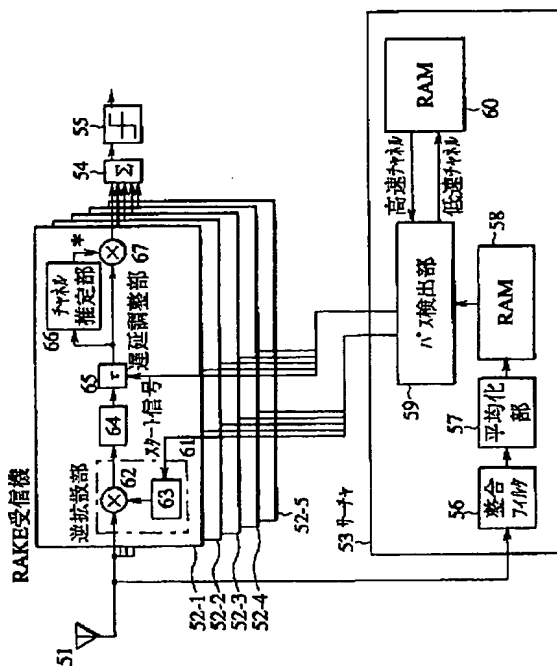 RAKE受信機
51
逆拡散部
62
63
61
スタート信号
64
65
τ
遅延調整部
66
チャネル
推定部
*
67
54
Σ
55
52-1
52-2
52-3
52-4
52-5
53 サーチャ
56
整合
フィルタ
57
平均化
部
58
RAM
59
パス検出部
高速チャネル
低速チャネル
RAM
60